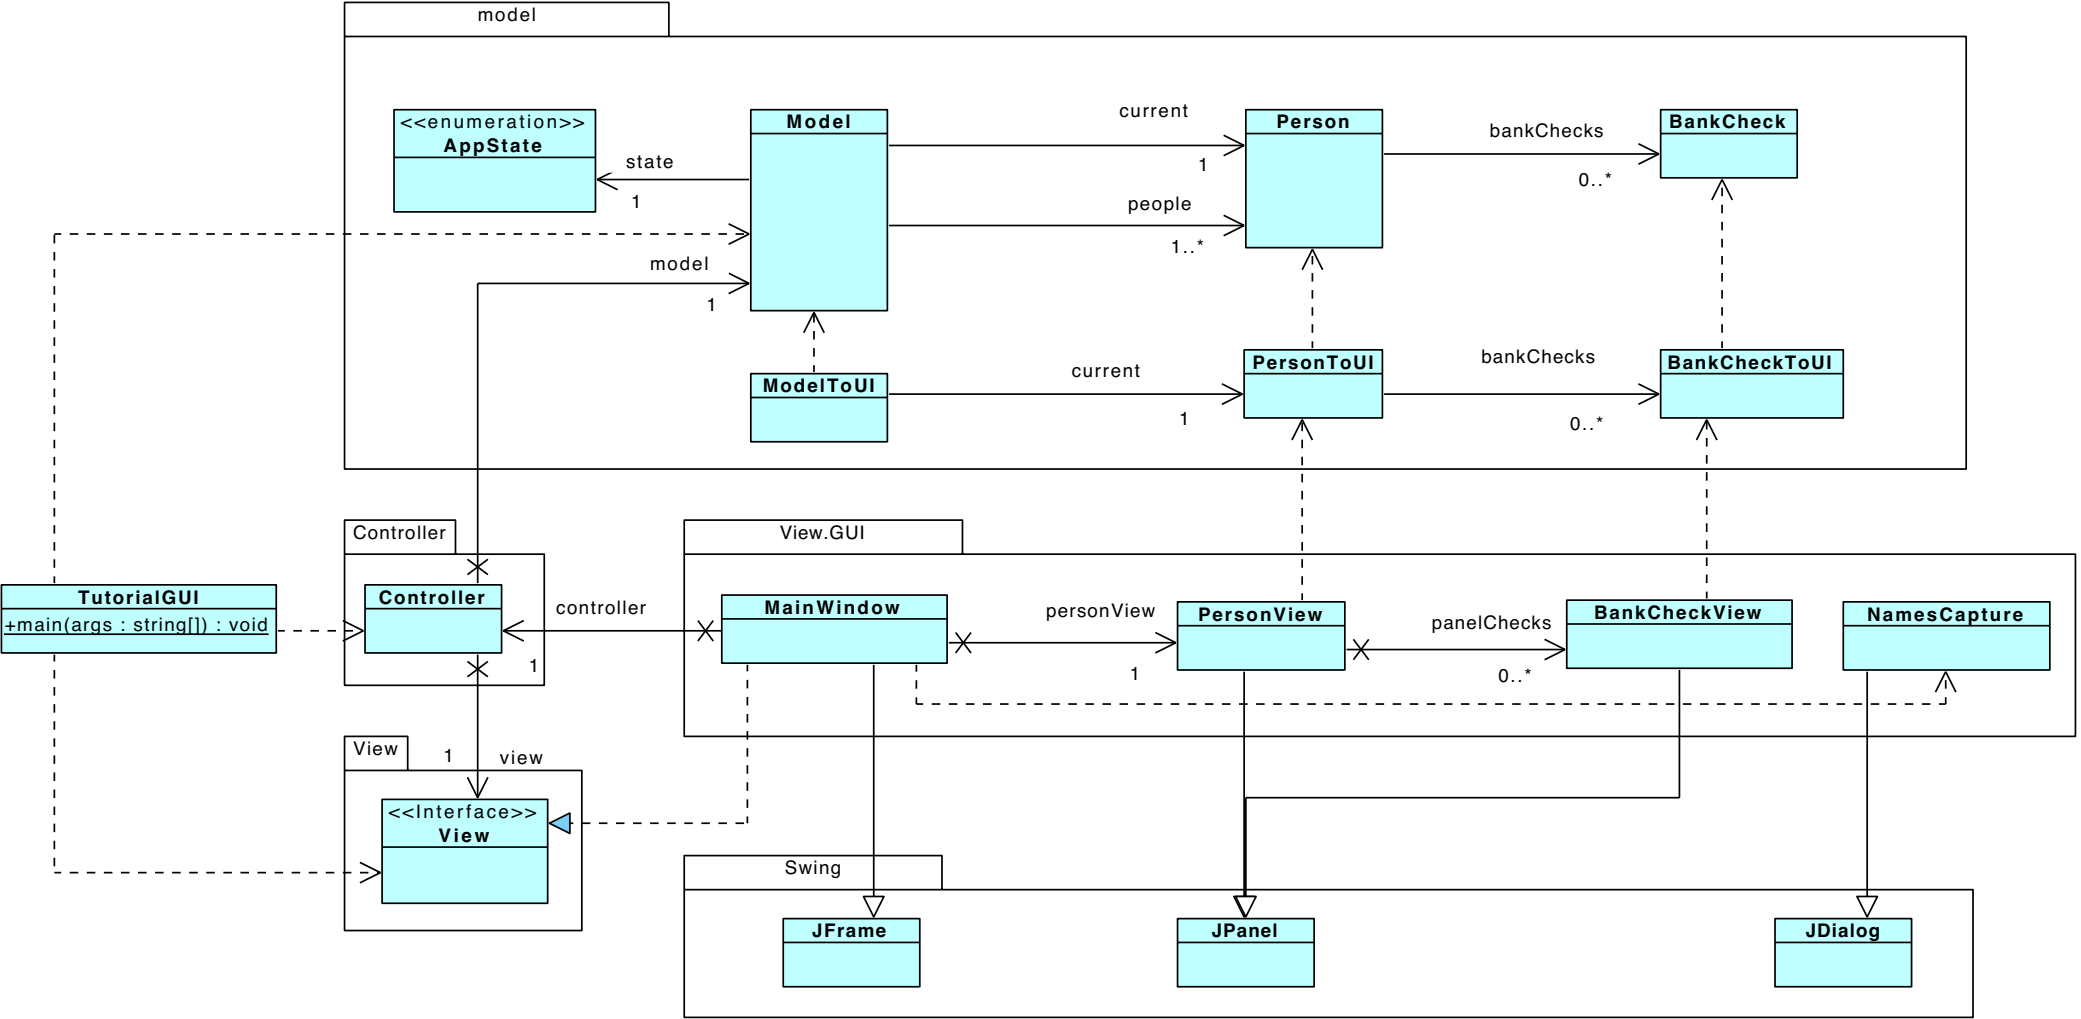 model
<<enumeration>>
AppState
state
1
Model
current
1
people
1..*
Person
bankChecks
0..*
BankCheck
model
1
ModelToUI
current
1
PersonToUI
bankChecks
0..*
BankCheckToUI
Controller
Controller
TutorialGUI
+main(args : string[]) : void
controller
1
View.GUI
MainWindow
personView
1
PersonView
panelChecks
0..*
BankCheckView
NamesCapture
View
1
view
<<Interface>>
View
Swing
JFrame
JPanel
JDialog